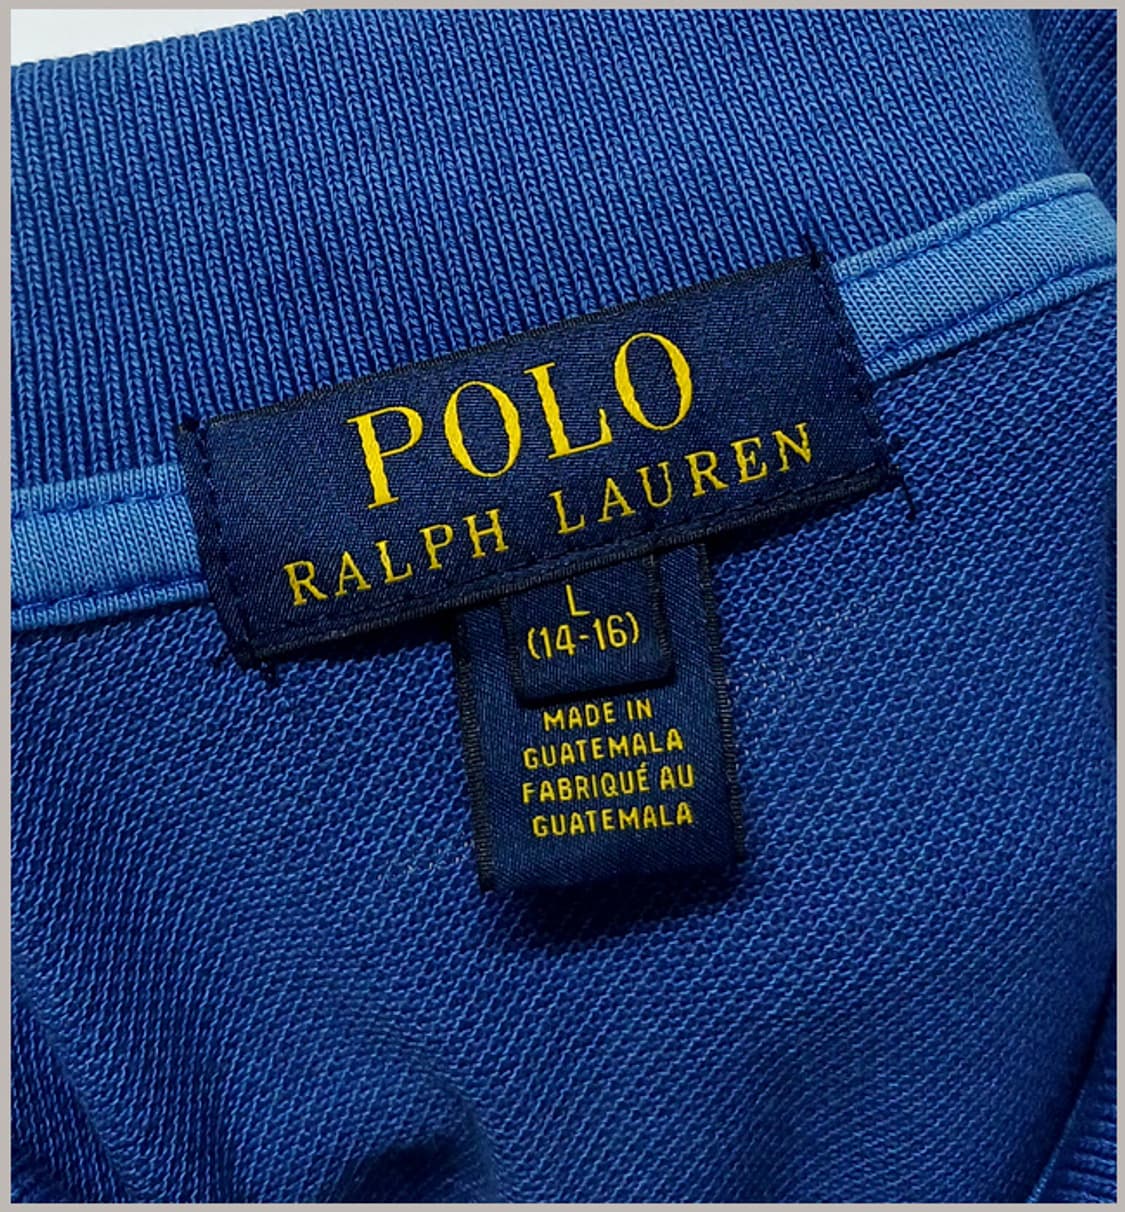 POLO
RALPH LAUREN
L
(14-16)
MADE IN
GUATEMALA
FABRIQUÉ AU
GUATEMALA